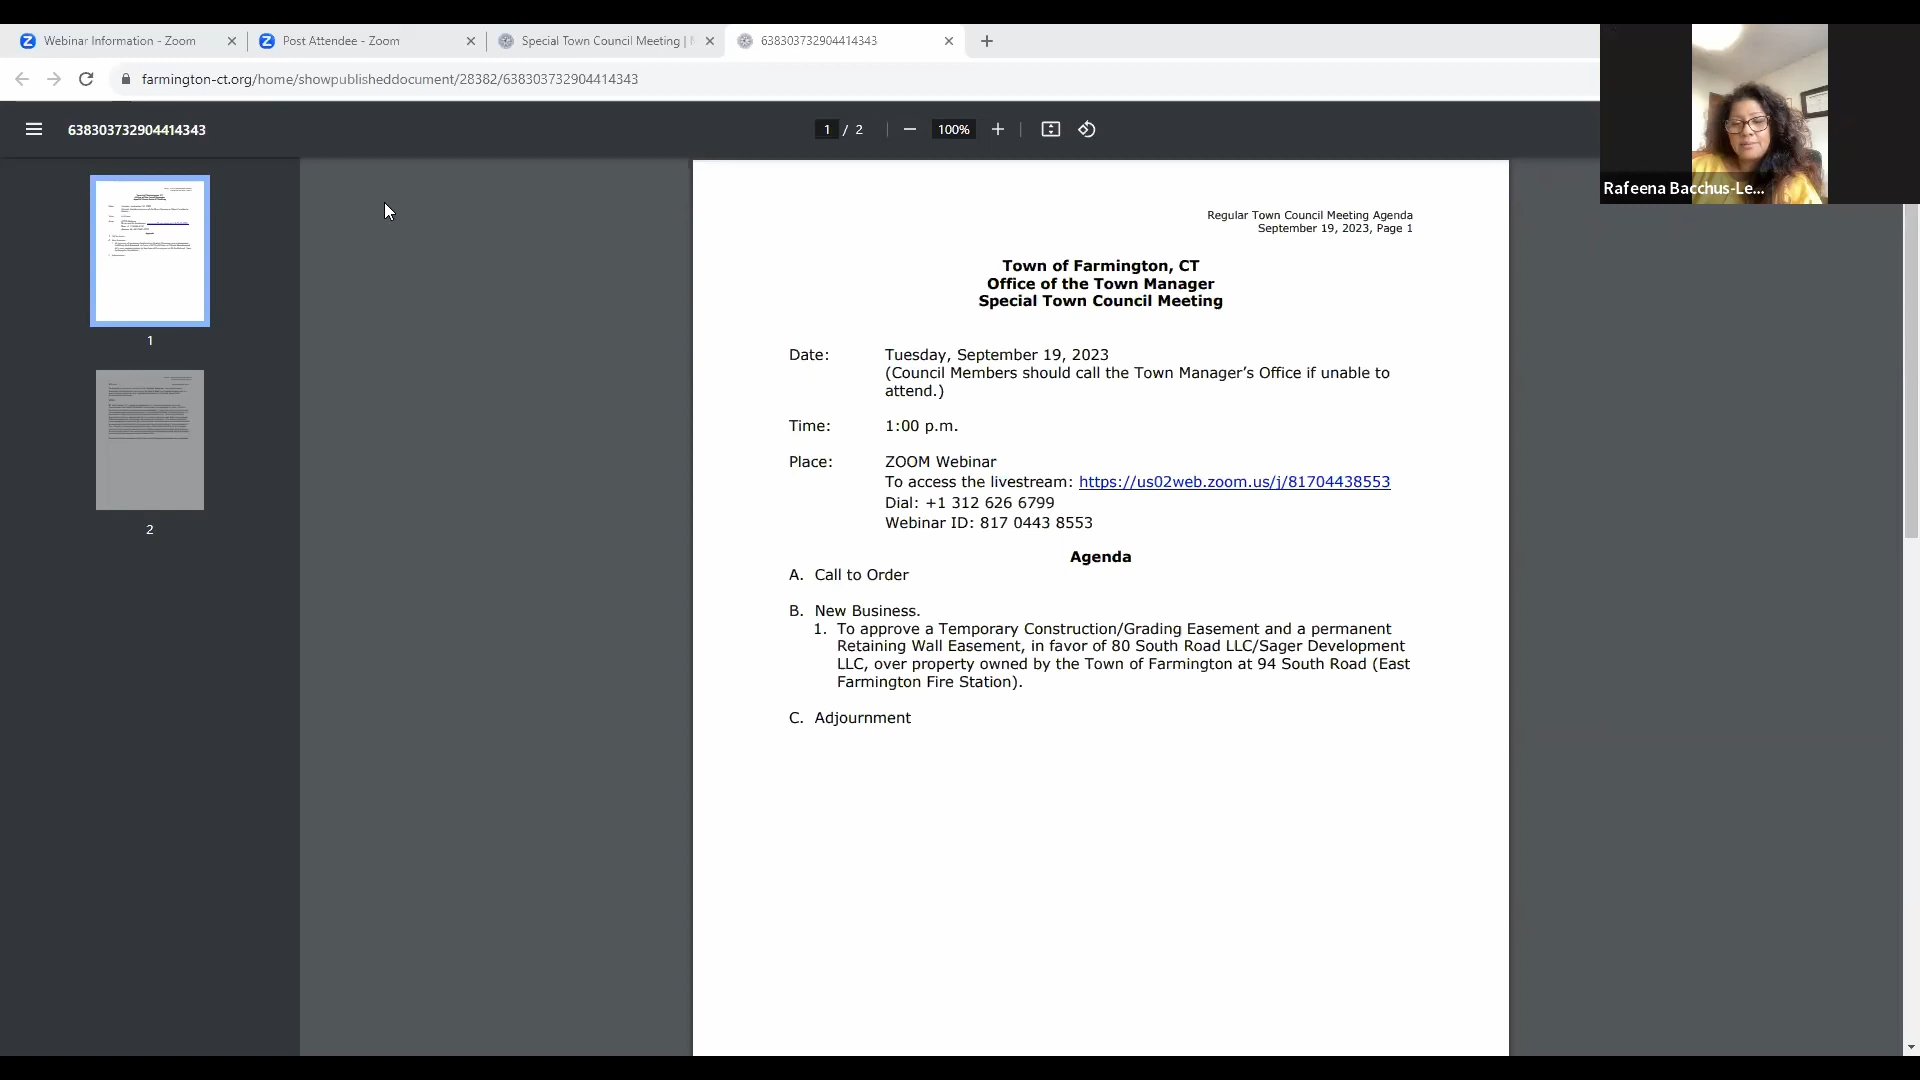 Webinar Information - Zoom
Post Attendee - Zoom
Special Town Council Meeting |
638303732904414343
farmington-ct.org/home/showpublisheddocument/28382/638303732904414343
638303732904414343
1 / 2
100%
Rafeena Bacchus-Le...
1
2
Regular Town Council Meeting Agenda
September 19, 2023, Page 1
Town of Farmington, CT
Office of the Town Manager
Special Town Council Meeting
Date: Tuesday, September 19, 2023
(Council Members should call the Town Manager’s Office if unable to
attend.)
Time: 1:00 p.m.
Place: ZOOM Webinar
To access the livestream: https://us02web.zoom.us/j/81704438553
Dial: +1 312 626 6799
Webinar ID: 817 0443 8553
Agenda
A. Call to Order
B. New Business.
1. To approve a Temporary Construction/Grading Easement and a permanent
Retaining Wall Easement, in favor of 80 South Road LLC/Sager Development
LLC, over property owned by the Town of Farmington at 94 South Road (East
Farmington Fire Station).
C. Adjournment